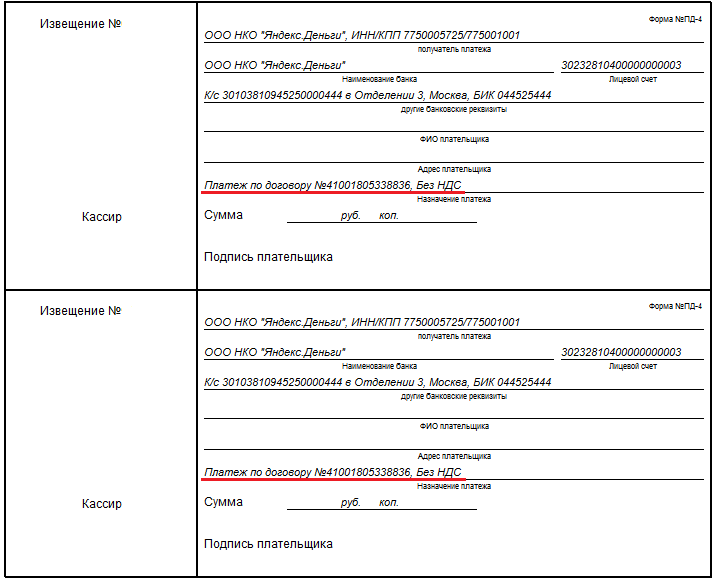 Извещение №
Форма №ПД-4
ООО НКО "Яндекс.Деньги", ИНН/КПП 7750005725/775001001
получатель платежа
ООО НКО "Яндекс.Деньги" 30232810400000000003
Наименование банка Лицевой счет
К/с 30103810945250000444 в Отделении 3, Москва, БИК 044525444
другие банковские реквизиты
ФИО плательщика
Адрес плательщика
Платеж по договору №41001805338836, Без НДС
Назначение платежа
Кассир
Сумма руб. коп.
Подпись плательщика
Извещение №
Форма №ПД-4
ООО НКО "Яндекс.Деньги", ИНН/КПП 7750005725/775001001
получатель платежа
ООО НКО "Яндекс.Деньги" 30232810400000000003
Наименование банка Лицевой счет
К/с 30103810945250000444 в Отделении 3, Москва, БИК 044525444
другие банковские реквизиты
ФИО плательщика
Адрес плательщика
Платеж по договору №41001805338836, Без НДС
Назначение платежа
Кассир
Сумма руб. коп.
Подпись плательщика